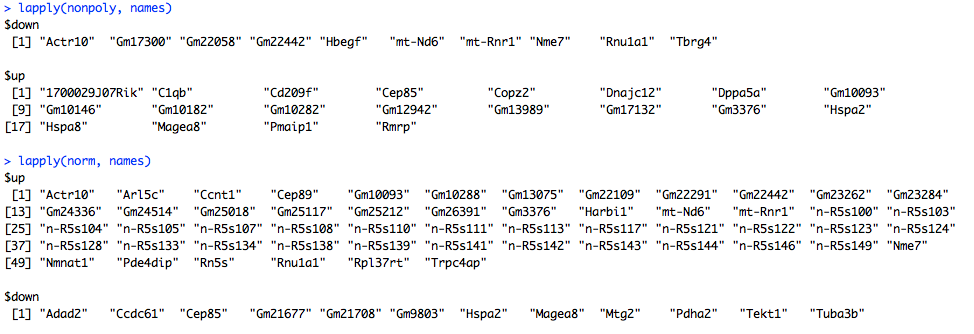 > lapply(nonpoly, names)
$down
[1] "Actr10" "Gm17300" "Gm22058" "Gm22442" "Hbegf" "mt-Nd6" "mt-Rnr1" "Nme7" "Rnu1a1" "Tbrg4"
$up
[1] "1700029J07Rik" "C1qb" "Cd209f" "Cep85" "Copz2" "Dnajc12" "Dppa5a" "Gm10093"
[9] "Gm10146" "Gm10182" "Gm10282" "Gm12942" "Gm13989" "Gm17132" "Gm3376" "Hspa2"
[17] "Hspa8" "Magea8" "Pmaip1" "Rmrp"
> lapply(norm, names)
$up
[1] "Actr10" "Arl5c" "Ccnt1" "Cep89" "Gm10093" "Gm10288" "Gm13075" "Gm22109" "Gm22291" "Gm22442" "Gm23262" "Gm23284"
[13] "Gm24336" "Gm24514" "Gm25018" "Gm25117" "Gm25212" "Gm26391" "Gm3376" "Harbi1" "mt-Nd6" "mt-Rnr1" "n-R5s100" "n-R5s103"
[25] "n-R5s104" "n-R5s105" "n-R5s107" "n-R5s108" "n-R5s110" "n-R5s111" "n-R5s113" "n-R5s117" "n-R5s121" "n-R5s122" "n-R5s123" "n-R5s124"
[37] "n-R5s128" "n-R5s133" "n-R5s134" "n-R5s138" "n-R5s139" "n-R5s141" "n-R5s142" "n-R5s143" "n-R5s144" "n-R5s146" "n-R5s149" "Nme7"
[49] "Nmnat1" "Pde4dip" "Rn5s" "Rnu1a1" "Rpl37rt" "Trpc4ap"
$down
[1] "Adad2" "Ccdc61" "Cep85" "Gm21677" "Gm21708" "Gm9803" "Hspa2" "Magea8" "Mtg2" "Pdha2" "Tekt1" "Tuba3b"